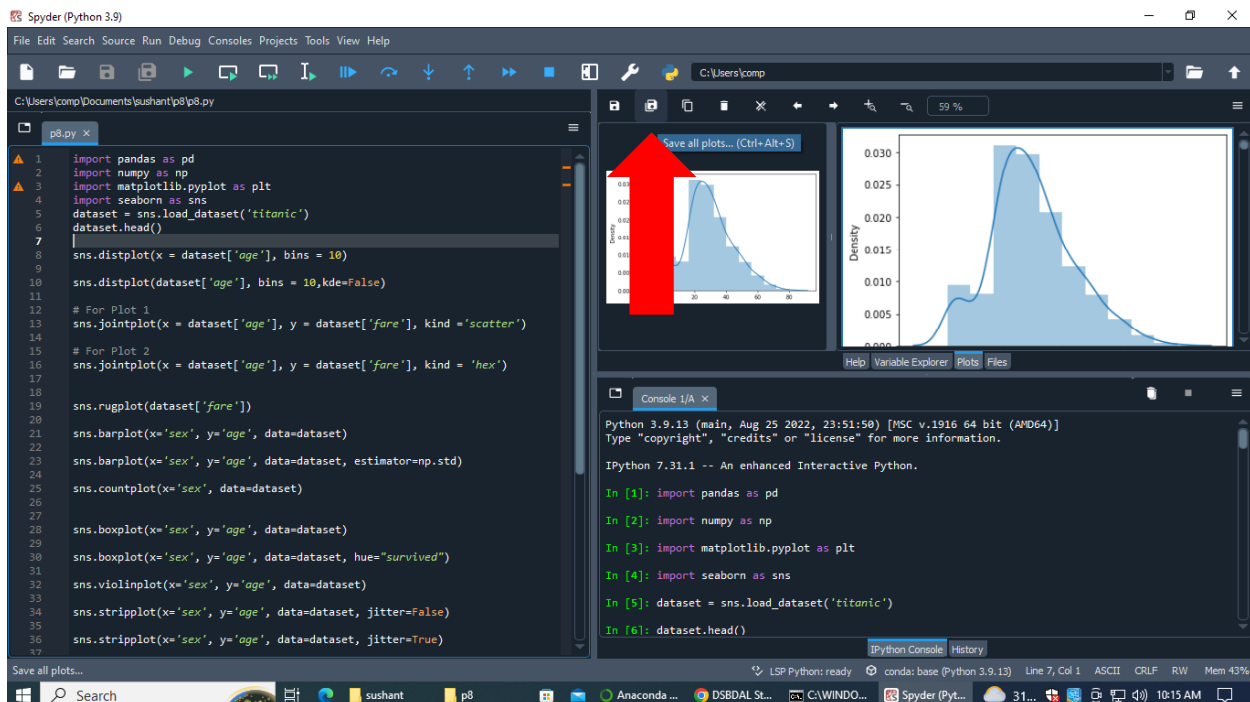 Spyder (Python 3.9)
File Edit Search Source Run Debug Consoles Projects Tools View Help
C:\Users\comp
C:\Users\comp\Documents\sushant\p8\p8.py
p8.py
1 import pandas as pd
2 import numpy as np
3 import matplotlib.pyplot as plt
4 import seaborn as sns
5 dataset = sns.load_dataset('titanic')
6 dataset.head()
7
8 sns.distplot(x = dataset['age'], bins = 10)
9
10 sns.distplot(dataset['age'], bins = 10,kde=False)
11
12 # For Plot 1
13 sns.jointplot(x = dataset['age'], y = dataset['fare'], kind ='scatter')
14
15 # For Plot 2
16 sns.jointplot(x = dataset['age'], y = dataset['fare'], kind = 'hex')
17
18
19 sns.rugplot(dataset['fare'])
20
21 sns.barplot(x='sex', y='age', data=dataset)
22
23 sns.barplot(x='sex', y='age', data=dataset, estimator=np.std)
24
25 sns.countplot(x='sex', data=dataset)
26
27
28 sns.boxplot(x='sex', y='age', data=dataset)
29
30 sns.boxplot(x='sex', y='age', data=dataset, hue="survived")
31
32 sns.violinplot(x='sex', y='age', data=dataset)
33
34 sns.stripplot(x='sex', y='age', data=dataset, jitter=False)
35
36 sns.stripplot(x='sex', y='age', data=dataset, jitter=True)
37
59 %
Save all plots... (Ctrl+Alt+S)
Density
20 40 60 80
0.030
0.025
0.020
0.015
0.010
0.005
0.000
Density
Help Variable Explorer Plots Files
Console 1/A
Python 3.9.13 (main, Aug 25 2022, 23:51:50) [MSC v.1916 64 bit (AMD64)]
Type "copyright", "credits" or "license" for more information.
IPython 7.31.1 -- An enhanced Interactive Python.
In [1]: import pandas as pd
In [2]: import numpy as np
In [3]: import matplotlib.pyplot as plt
In [4]: import seaborn as sns
In [5]: dataset = sns.load_dataset('titanic')
In [6]: dataset.head()
IPython Console History
Save all plots...
LSP Python: ready conda: base (Python 3.9.13) Line 7, Col 1 ASCII CRLF RW Mem 43%
Search sushant p8 Anaconda ... DSBDAL St... C:\WINDO... Spyder (Pyt... 31... 10:15 AM